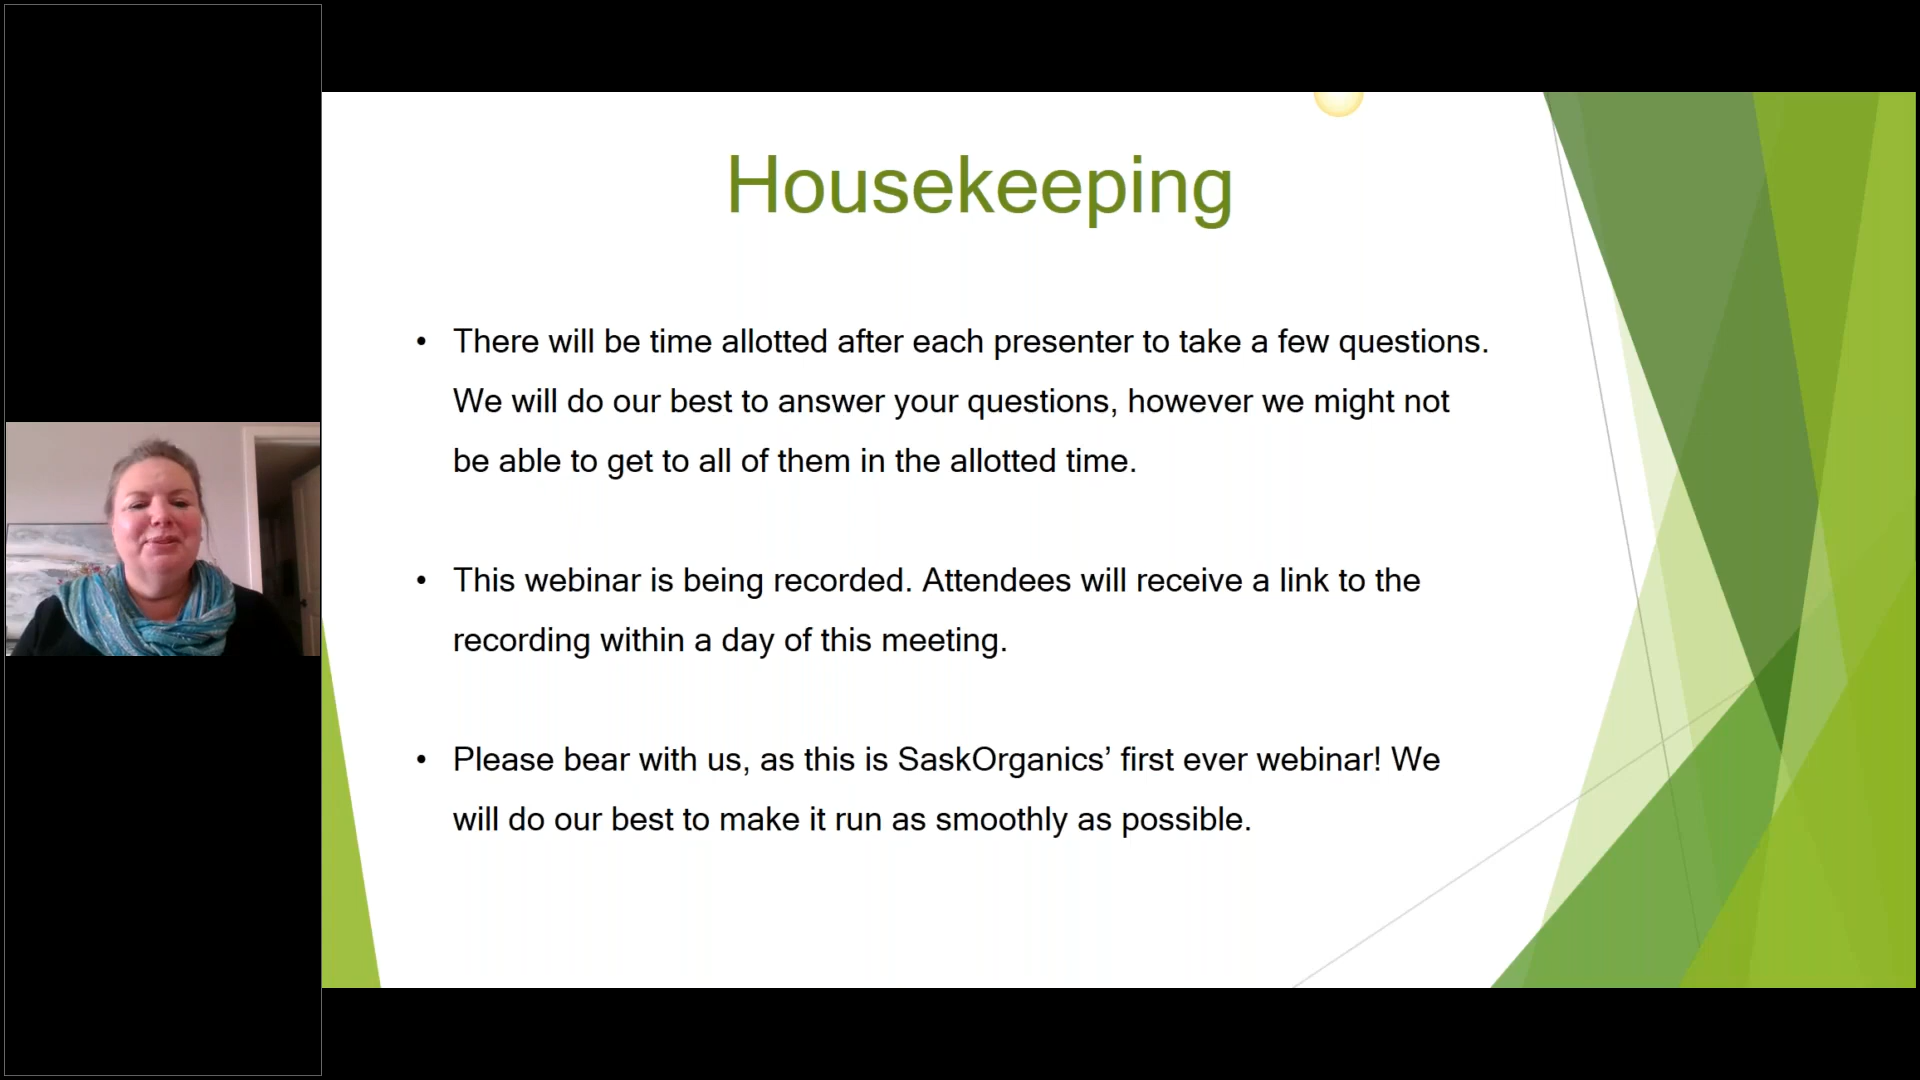 Housekeeping
• There will be time allotted after each presenter to take a few questions.
We will do our best to answer your questions, however we might not
be able to get to all of them in the allotted time.
• This webinar is being recorded. Attendees will receive a link to the
recording within a day of this meeting.
• Please bear with us, as this is SaskOrganics’ first ever webinar! We
will do our best to make it run as smoothly as possible.